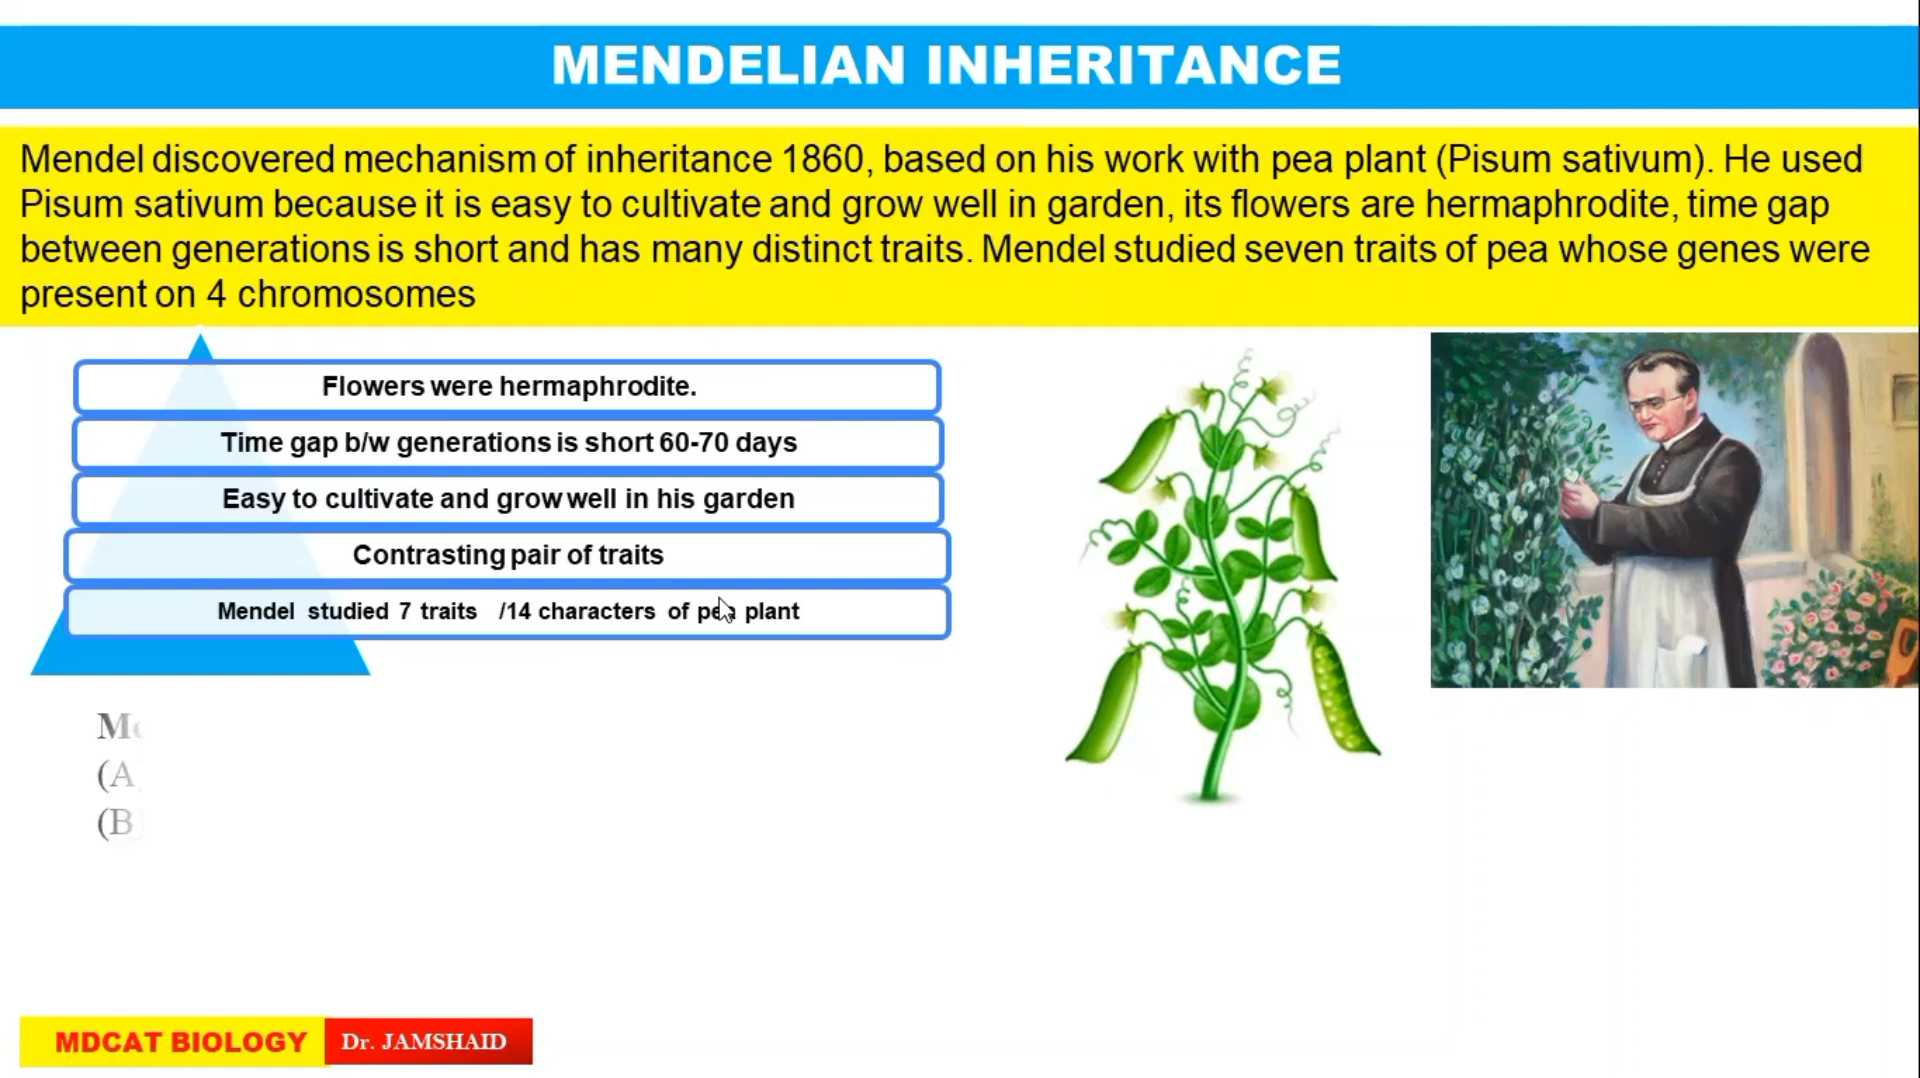 MENDELIAN INHERITANCE
Mendel discovered mechanism of inheritance 1860, based on his work with pea plant (Pisum sativum). He used
Pisum sativum because it is easy to cultivate and grow well in garden, its flowers are hermaphrodite, time gap
between generations is short and has many distinct traits. Mendel studied seven traits of pea whose genes were
present on 4 chromosomes
Flowers were hermaphrodite.
Time gap b/w generations is short 60-70 days
Easy to cultivate and grow well in his garden
Contrasting pair of traits
Mendel studied 7 traits /14 characters of pea plant
(A)
(B)
MDCAT BIOLOGY
Dr. JAMSHAID